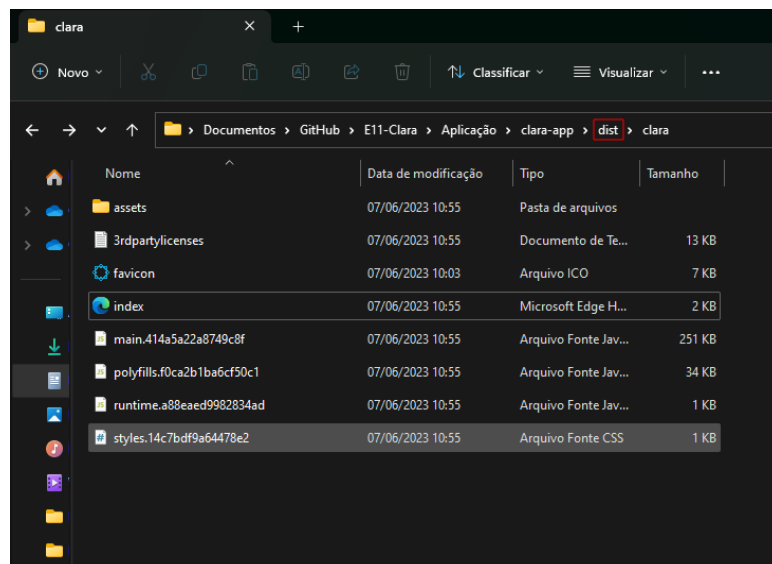 clara
Novo
Classificar
Visualizar
Documentos > GitHub > E11-Clara > Aplicação > clara-app > dist > clara
Nome Data de modificação Tipo Tamanho
assets 07/06/2023 10:55 Pasta de arquivos
3rdpartylicenses 07/06/2023 10:55 Documento de Te... 13 KB
favicon 07/06/2023 10:03 Arquivo ICO 7 KB
index 07/06/2023 10:55 Microsoft Edge H... 2 KB
main.414a5a22a8749c8f 07/06/2023 10:55 Arquivo Fonte Jav... 251 KB
polyfills.f0ca2b1ba6cf50c1 07/06/2023 10:55 Arquivo Fonte Jav... 34 KB
runtime.a88eaed9982834ad 07/06/2023 10:55 Arquivo Fonte Jav... 1 KB
styles.14c7bdf9a64478e2 07/06/2023 10:55 Arquivo Fonte CSS 1 KB